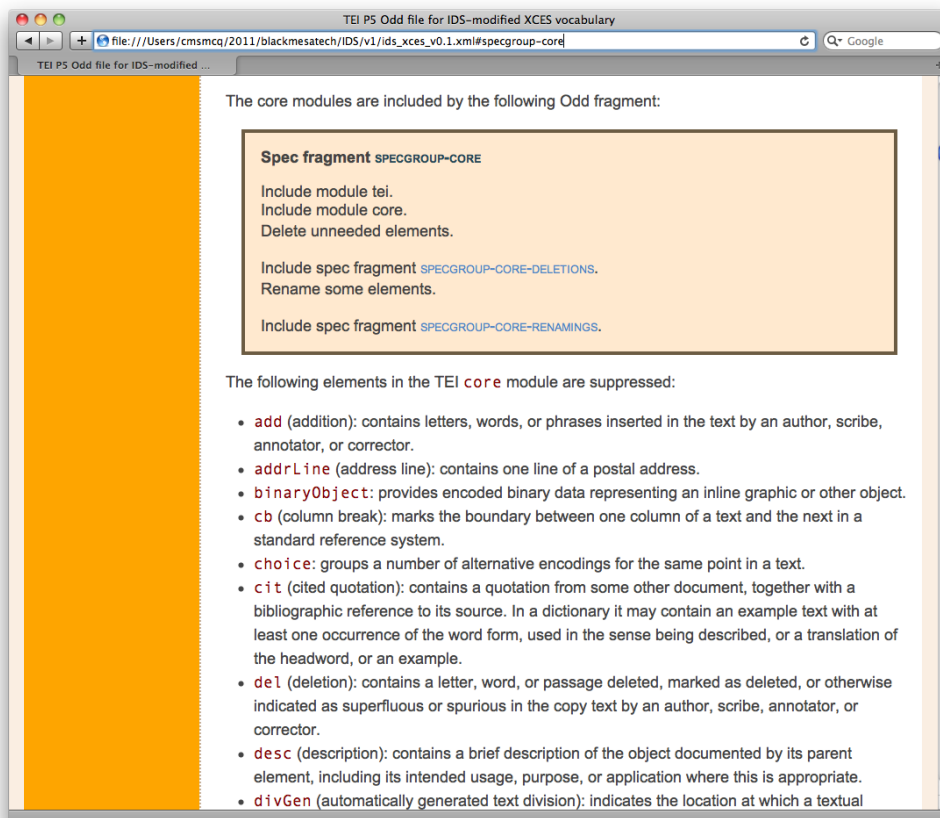 TEI P5 Odd file for IDS-modified XCES vocabulary
file:///Users/cmsmcq/2011/blackmesatech/IDS/v1/ids_xces_v0.1.xml#specgroup-core
Google
TEI P5 Odd file for IDS-modified ...
The core modules are included by the following Odd fragment:
Spec fragment SPECGROUP-CORE
Include module tei.
Include module core.
Delete unneeded elements.
Include spec fragment SPECGROUP-CORE-DELETIONS.
Rename some elements.
Include spec fragment SPECGROUP-CORE-RENAMINGS.
The following elements in the TEI core module are suppressed:
• add (addition): contains letters, words, or phrases inserted in the text by an author, scribe,
annotator, or corrector.
• addrLine (address line): contains one line of a postal address.
• binaryObject: provides encoded binary data representing an inline graphic or other object.
• cb (column break): marks the boundary between one column of a text and the next in a
standard reference system.
• choice: groups a number of alternative encodings for the same point in a text.
• cit (cited quotation): contains a quotation from some other document, together with a
bibliographic reference to its source. In a dictionary it may contain an example text with at
least one occurrence of the word form, used in the sense being described, or a translation of
the headword, or an example.
• del (deletion): contains a letter, word, or passage deleted, marked as deleted, or otherwise
indicated as superfluous or spurious in the copy text by an author, scribe, annotator, or
corrector.
• desc (description): contains a brief description of the object documented by its parent
element, including its intended usage, purpose, or application where this is appropriate.
• divGen (automatically generated text division): indicates the location at which a textual